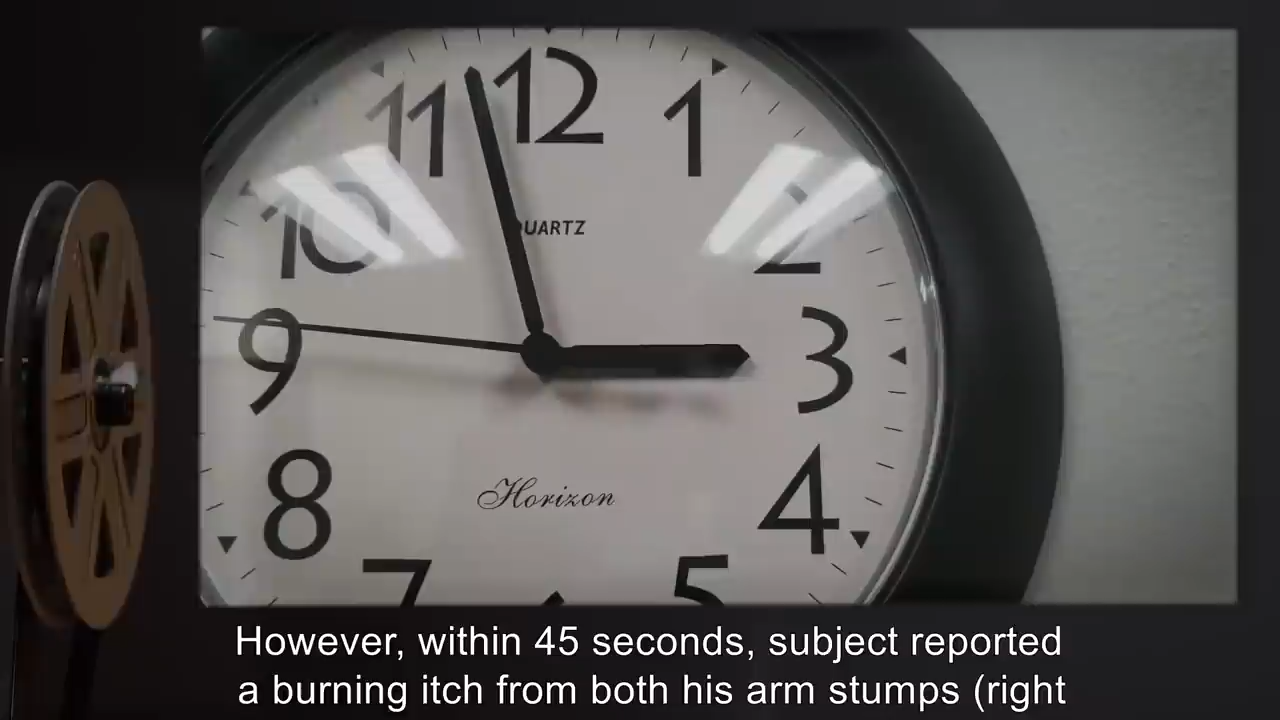 12
11
1
10
QUARTZ
2
9
3
8
Horizon
4
7
5
However, within 45 seconds, subject reported
a burning itch from both his arm stumps (right